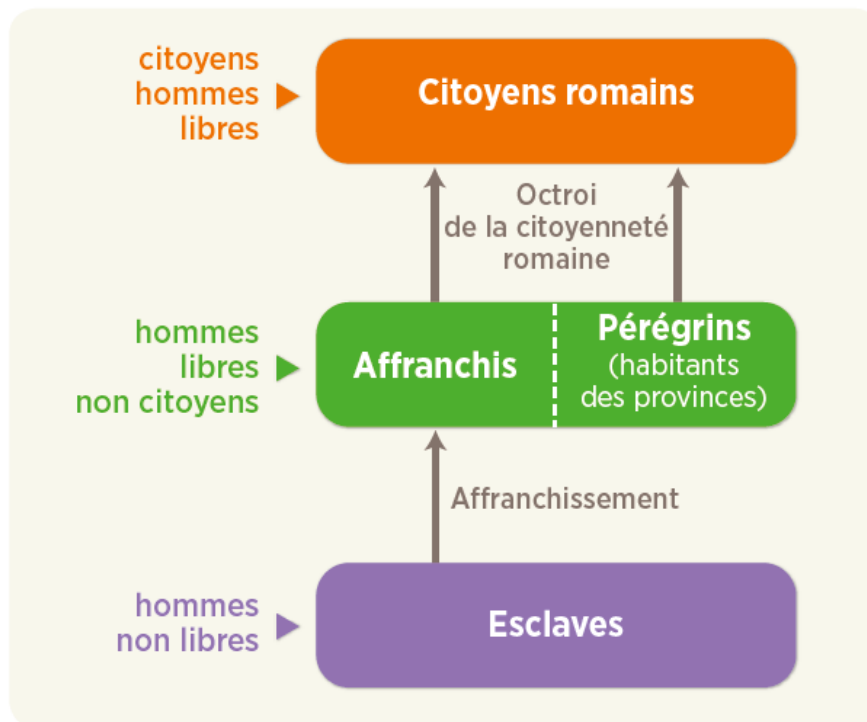 citoyens
hommes
libres
Citoyens romains
Octroi
de la citoyenneté
romaine
hommes
libres
non citoyens
Affranchis
Pérégrins
(habitants
des provinces)
Affranchissement
hommes
non libres
Esclaves